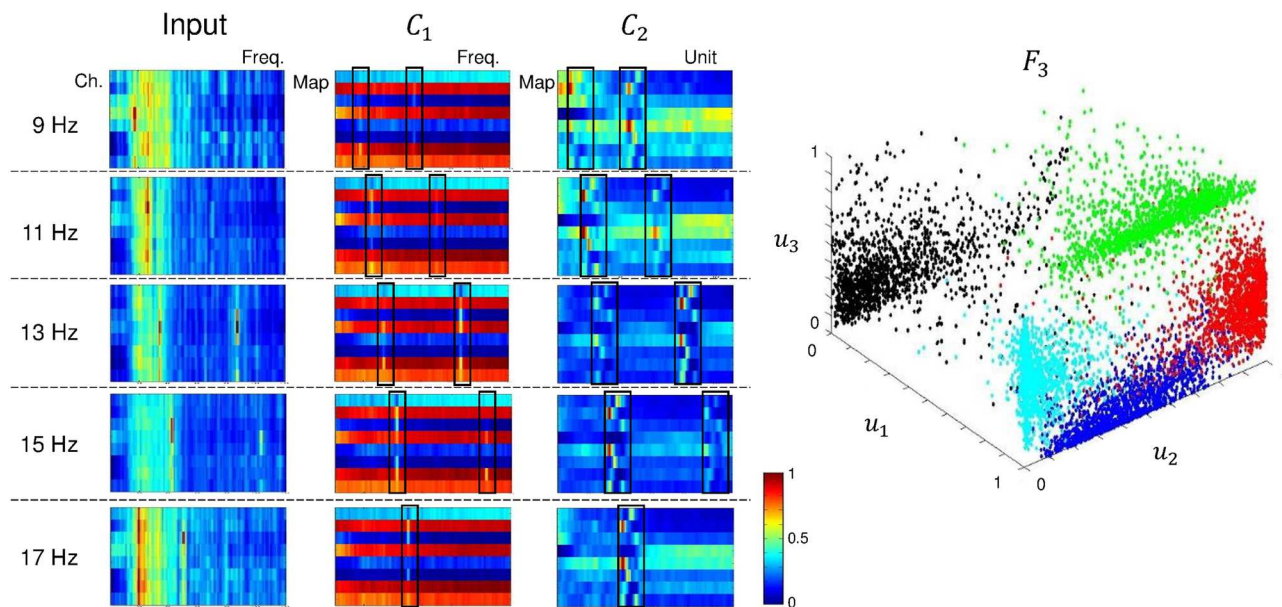 Input C₁ C₂
Freq. Freq. Unit
Ch. Map Map
9 Hz
11 Hz
13 Hz
15 Hz
17 Hz
1
0.5
0
F₃
1
u₃
0
0
u₁
u₂
1 0